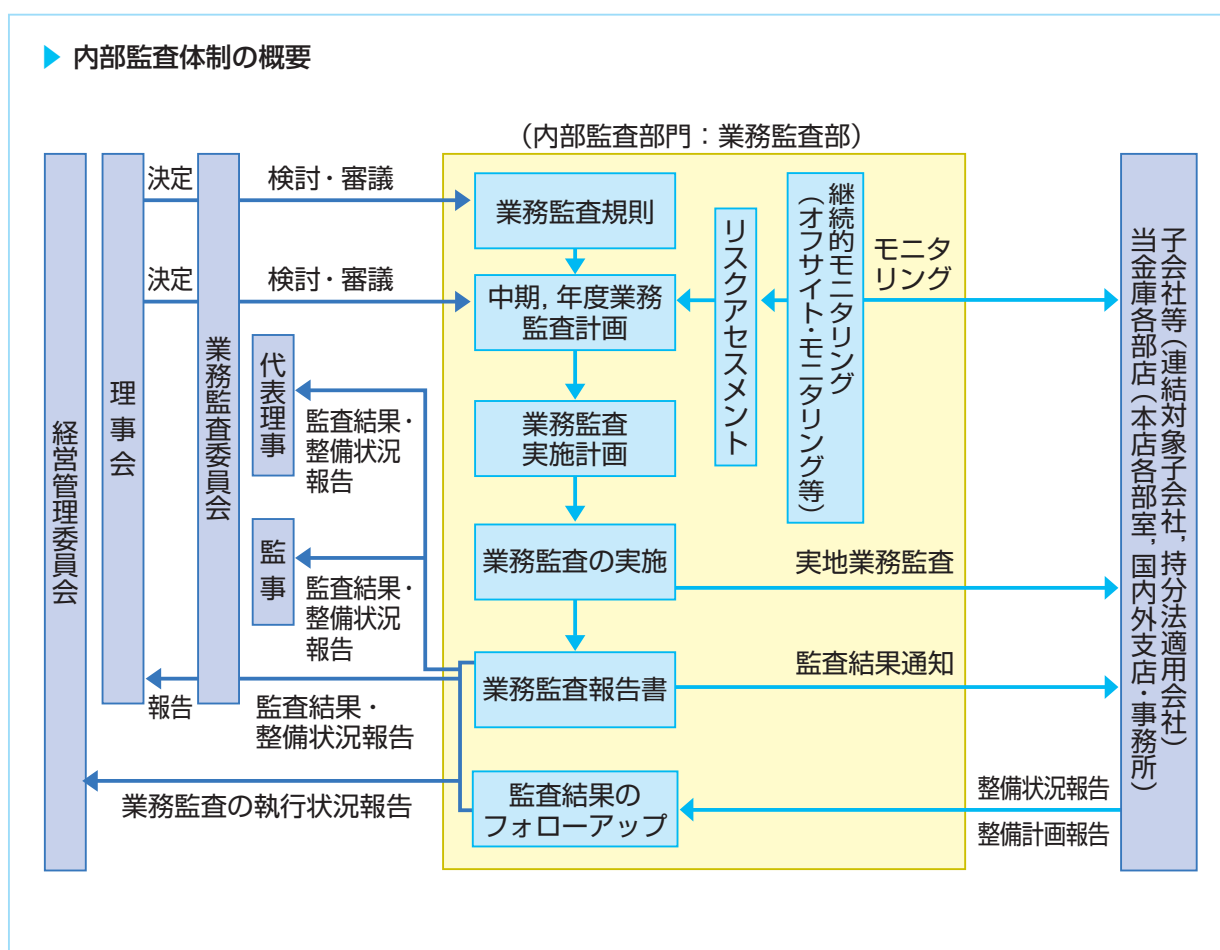 ▶ 内部監査体制の概要
（内部監査部門：業務監査部）
経営管理委員会
理事会
業務監査委員会
決定
検討・審議
決定
検討・審議
代表理事
監査結果・
整備状況
報告
監事
監査結果・
整備状況
報告
報告
監査結果・
整備状況報告
業務監査の執行状況報告
業務監査規則
中期，年度業務
監査計画
業務監査
実施計画
業務監査の実施
業務監査報告書
監査結果の
フォローアップ
リスクアセスメント
継続的モニタリング
（オフサイト・モニタリング等）
モニタ
リング
実地業務監査
監査結果通知
整備状況報告
整備計画報告
子会社等（連結対象子会社，持分法適用会社）
当金庫各部店（本店各部室，国内外支店・事務所）